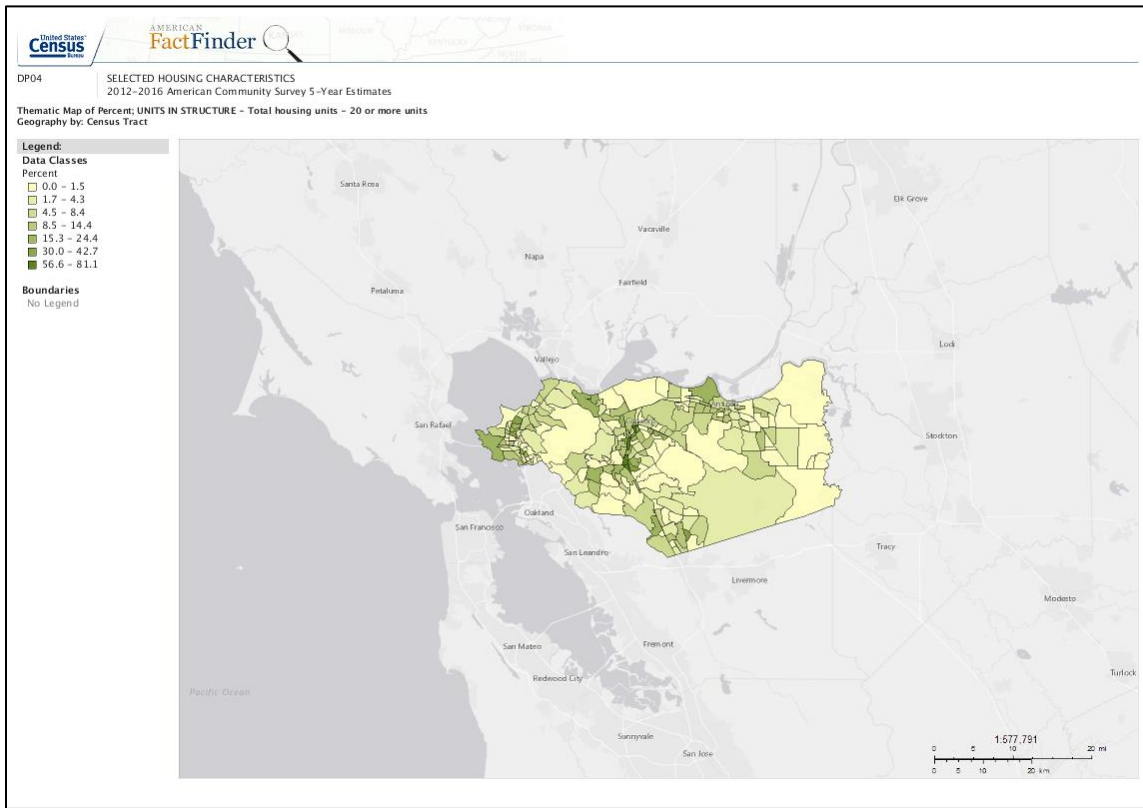 United States®
Census
Bureau
AMERICAN
FactFinder
DP04
SELECTED HOUSING CHARACTERISTICS
2012-2016 American Community Survey 5-Year Estimates
Thematic Map of Percent; UNITS IN STRUCTURE - Total housing units - 20 or more units
Geography by: Census Tract
Legend:
Data Classes
Percent
0.0 - 1.5
1.7 - 4.3
4.5 - 8.4
8.5 - 14.4
15.3 - 24.4
30.0 - 42.7
56.6 - 81.1
Boundaries
No Legend
Santa Rosa
Elk Grove
Vacaville
Napa
Fairfield
Petaluma
Lodi
Vallejo
San Rafael
Stockton
Oakland
San Francisco
Tracy
San Leandro
Livermore
Modesto
San Mateo
Fremont
Turlock
Redwood City
Pacific Ocean
Sunnyvale
San Jose
1:577,791
0 5 10 20 mi
0 5 10 20 km